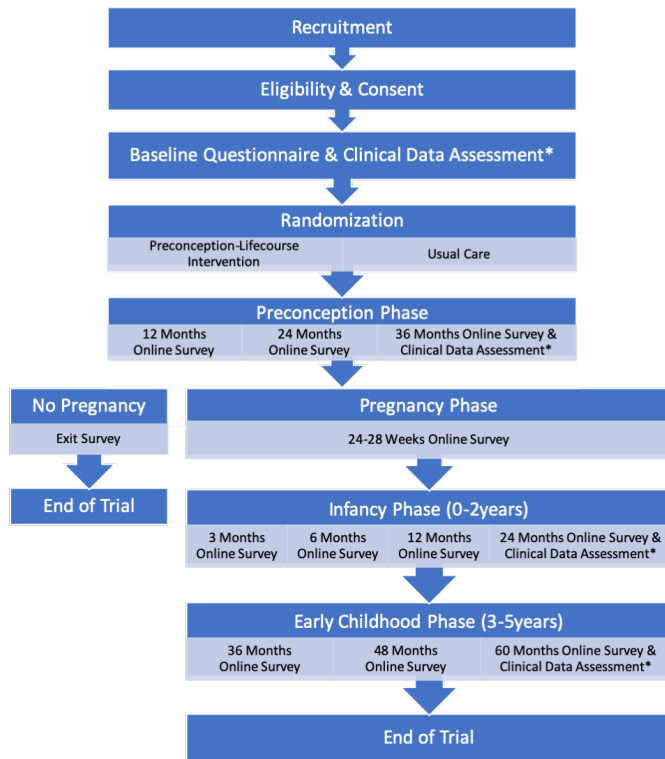 Recruitment
Eligibility & Consent
Baseline Questionnaire & Clinical Data Assessment*
Randomization
Preconception-Lifecourse
Intervention
Usual Care
Preconception Phase
12 Months
Online Survey
24 Months
Online Survey
36 Months Online Survey &
Clinical Data Assessment*
No Pregnancy
Exit Survey
End of Trial
Pregnancy Phase
24-28 Weeks Online Survey
Infancy Phase (0-2years)
3 Months
Online Survey
6 Months
Online Survey
12 Months
Online Survey
24 Months Online Survey &
Clinical Data Assessment*
Early Childhood Phase (3-5years)
36 Months
Online Survey
48 Months
Online Survey
60 Months Online Survey &
Clinical Data Assessment*
End of Trial